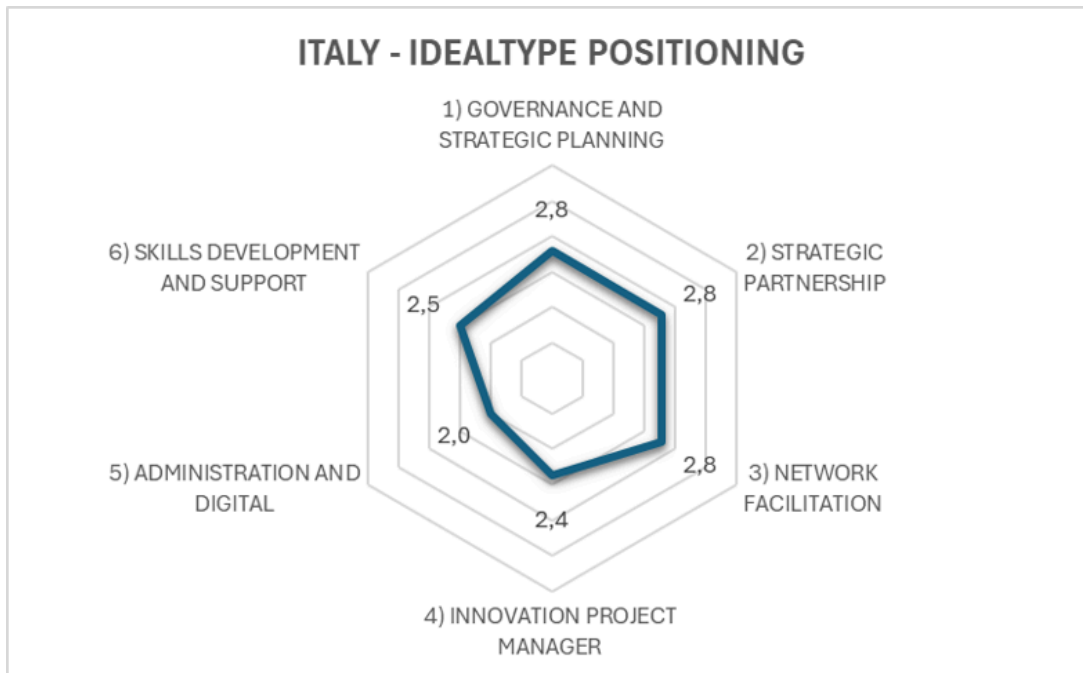 ITALY - IDEALTYPE POSITIONING
1) GOVERNANCE AND
STRATEGIC PLANNING
2,8
2) STRATEGIC
PARTNERSHIP
2,8
3) NETWORK
FACILITATION
2,8
4) INNOVATION PROJECT
MANAGER
2,4
5) ADMINISTRATION AND
DIGITAL
2,0
6) SKILLS DEVELOPMENT
AND SUPPORT
2,5